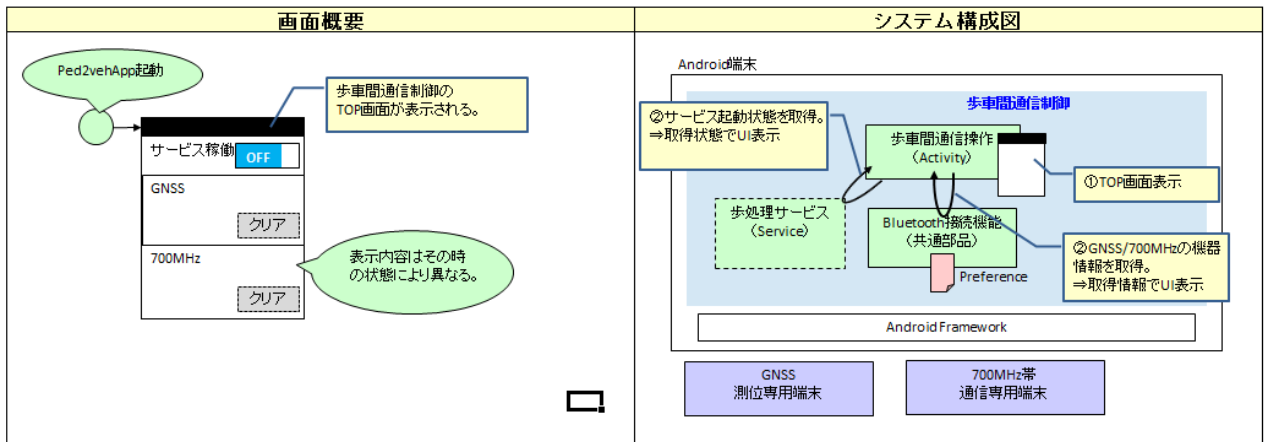 画面概要
Ped2vehApp起動
歩車間通信制御の
TOP画面が表示される。
サービス稼働
OFF
GNSS
クリア
700MHz
クリア
表示内容はその時
の状態により異なる。
システム構成図
Android端末
歩車間通信制御
②サービス起動状態を取得。
⇒取得状態でUI表示
歩車間通信操作
(Activity)
①TOP画面表示
歩処理サービス
(Service)
Bluetooth接続機能
(共通部品)
Preference
②GNSS/700MHzの機器
情報を取得。
⇒取得情報でUI表示
Android Framework
GNSS
測位専用端末
700MHz帯
通信専用端末